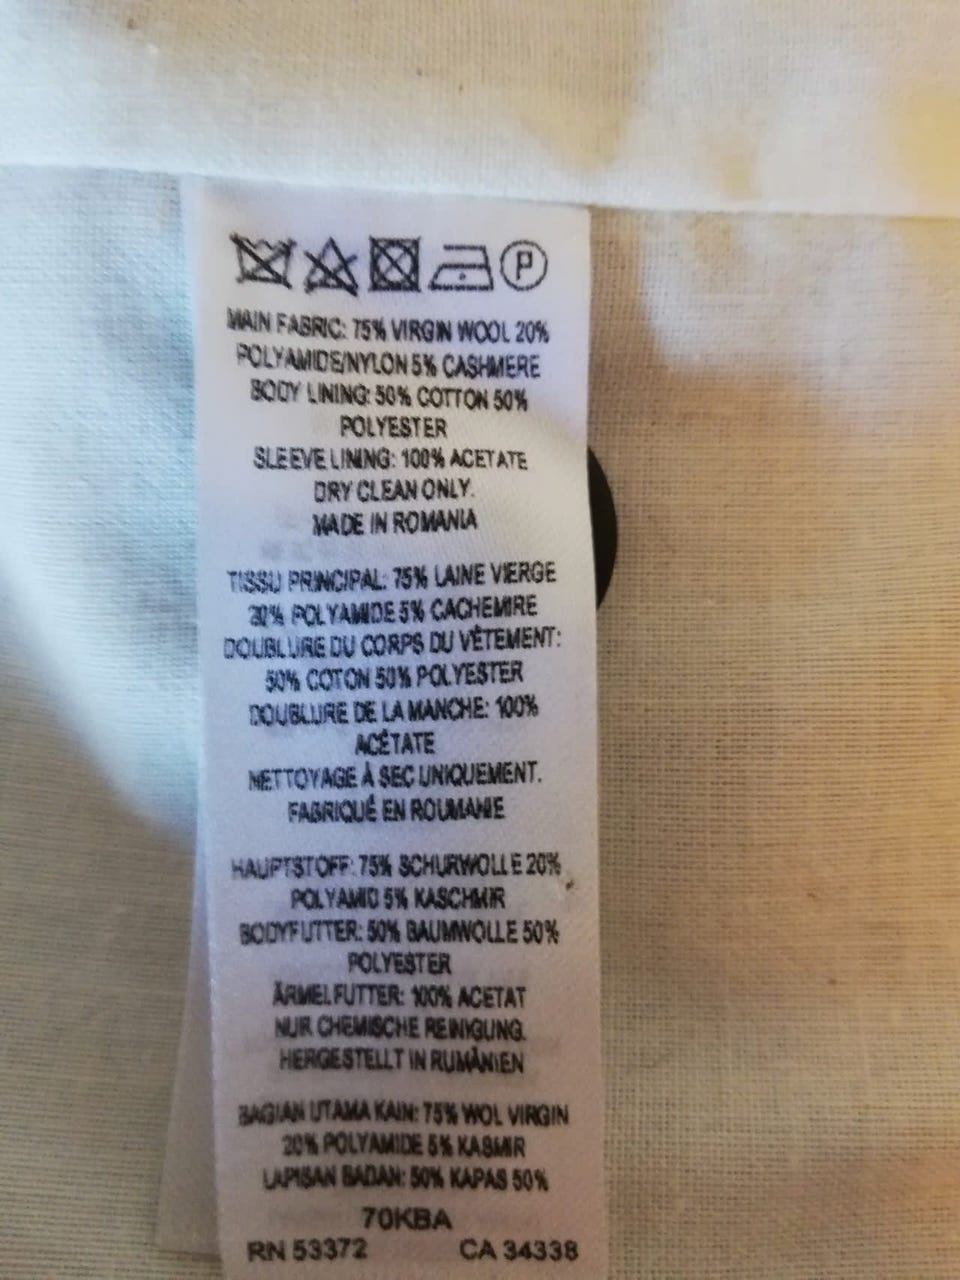 P
MAIN FABRIC: 75% VIRGIN WOOL 20%
POLYAMIDE/NYLON 5% CASHMERE
BODY LINING: 50% COTTON 50%
POLYESTER
SLEEVE LINING: 100% ACETATE
DRY CLEAN ONLY.
MADE IN ROMANIA
TISSU PRINCIPAL: 75% LAINE VIERGE
20% POLYAMIDE 5% CACHEMIRE
DOUBLURE DU CORPS DU VÊTEMENT:
50% COTON 50% POLYESTER
DOUBLURE DE LA MANCHE: 100%
ACÉTATE
NETTOYAGE À SEC UNIQUEMENT.
FABRIQUÉ EN ROUMANIE
HAUPTSTOFF: 75% SCHURWOLLE 20%
POLYAMID 5% KASCHMIR
BODYFUTTER: 50% BAUMWOLLE 50%
POLYESTER
ÄRMELFUTTER: 100% ACETAT
NUR CHEMISCHE REINIGUNG.
HERGESTELLT IN RUMÄNIEN
BAGIAN UTAMA KAIN: 75% WOL VIRGIN
20% POLYAMIDE 5% KASMIR
LAPISAN BADAN: 50% KAPAS 50%
70KBA
RN 53372 CA 34338